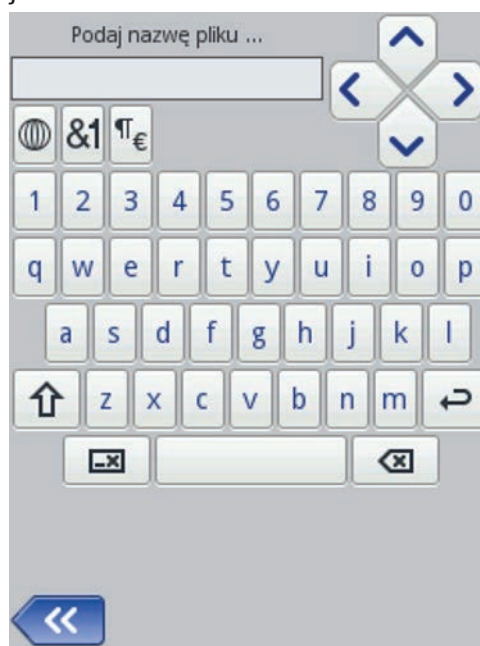 Podaj nazwę pliku ...
&1 ¶€
1 2 3 4 5 6 7 8 9 0
q w e r t y u i o p
a s d f g h j k l
z x c v b n m